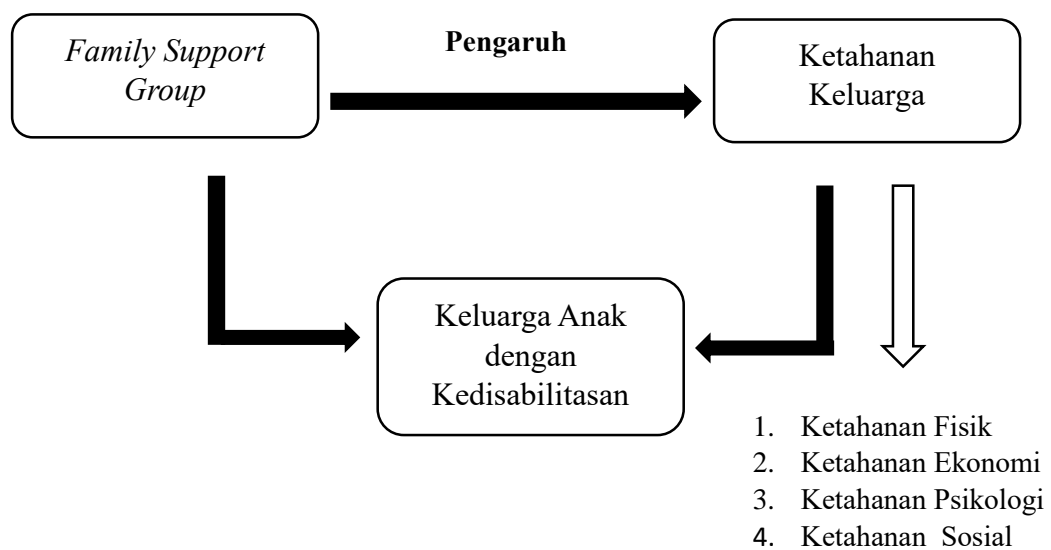 Family Support
Group
Pengaruh
Ketahanan
Keluarga
Keluarga Anak
dengan
Kedisabilitasan
1. Ketahanan Fisik
2. Ketahanan Ekonomi
3. Ketahanan Psikologi
4. Ketahanan Sosial